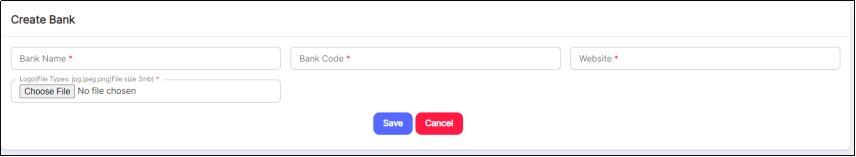 Create Bank
Bank Name *
Bank Code *
Website *
Logo(File Types: jpg,jpeg,png|File size 3mb) *
Choose File No file chosen
Save
Cancel